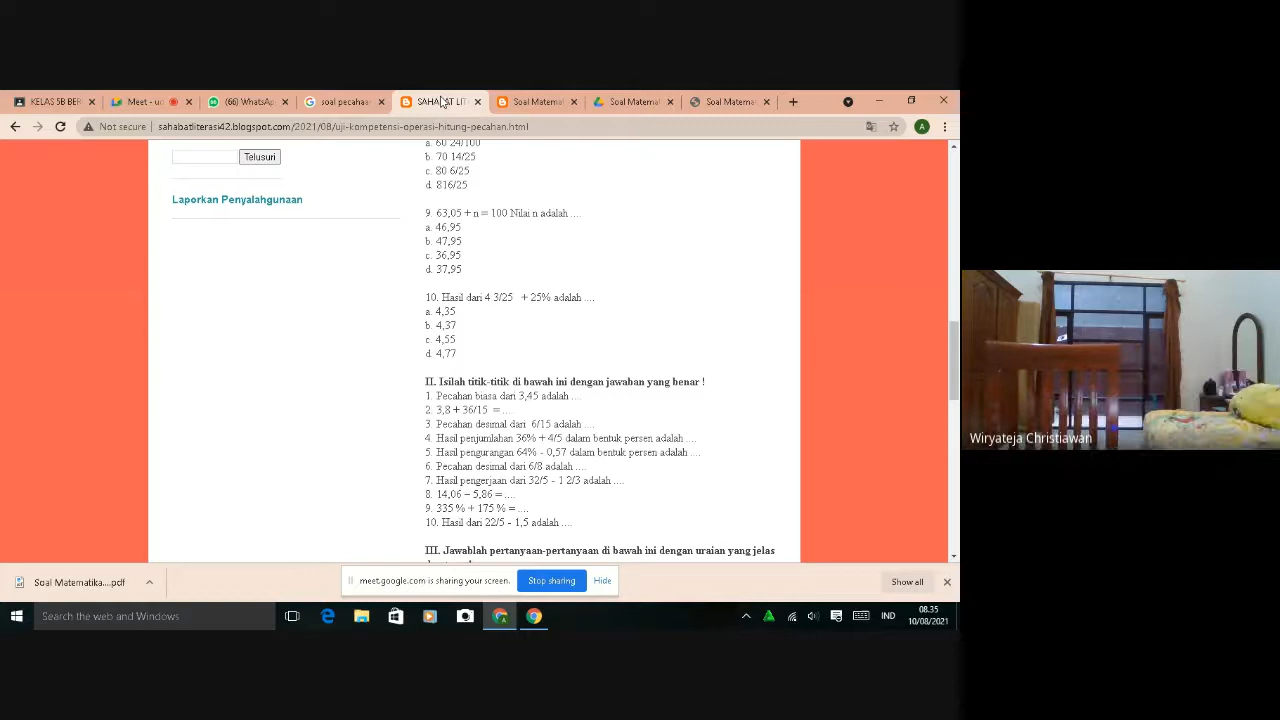 KELAS 5B BER
Meet - u
(66) WhatsAp
soal pecahaa
SAHABAT LIT
Soal Matemat
Soal Matemat
Soal Matemat
Not secure
sahabatliterasi42.blogspot.com/2021/08/uji-kompetensi-operasi-hitung-pecahan.html
A
Telusuri
Laporkan Penyalahgunaan
a. 60 24/100
b. 70 14/25
c. 80 6/25
d. 816/25
9. 63,05 + n = 100 Nilai n adalah ....
a. 46,95
b. 47,95
c. 36,95
d. 37,95
10. Hasil dari 4 3/25 + 25% adalah ....
a. 4,35
b. 4,37
c. 4,55
d. 4,77
II. Isilah titik-titik di bawah ini dengan jawaban yang benar !
1. Pecahan biasa dari 3,45 adalah ....
2. 3,8 + 36/15 = ....
3. Pecahan desimal dari 6/15 adalah ....
4. Hasil penjumlahan 36% + 4/5 dalam bentuk persen adalah ....
5. Hasil pengurangan 64% - 0,57 dalam bentuk persen adalah ....
6. Pecahan desimal dari 6/8 adalah ....
7. Hasil pengerjaan dari 32/5 - 1 2/3 adalah ....
8. 14,06 – 5,86 = ....
9. 335 % + 175 % = ....
10. Hasil dari 22/5 - 1,5 adalah ....
III. Jawablah pertanyaan-pertanyaan di bawah ini dengan uraian yang jelas
Wiryateja Christiawan
Soal Matematika....pdf
meet.google.com is sharing your screen.
Stop sharing
Hide
Show all
Search the web and Windows
IND
08.35
10/08/2021